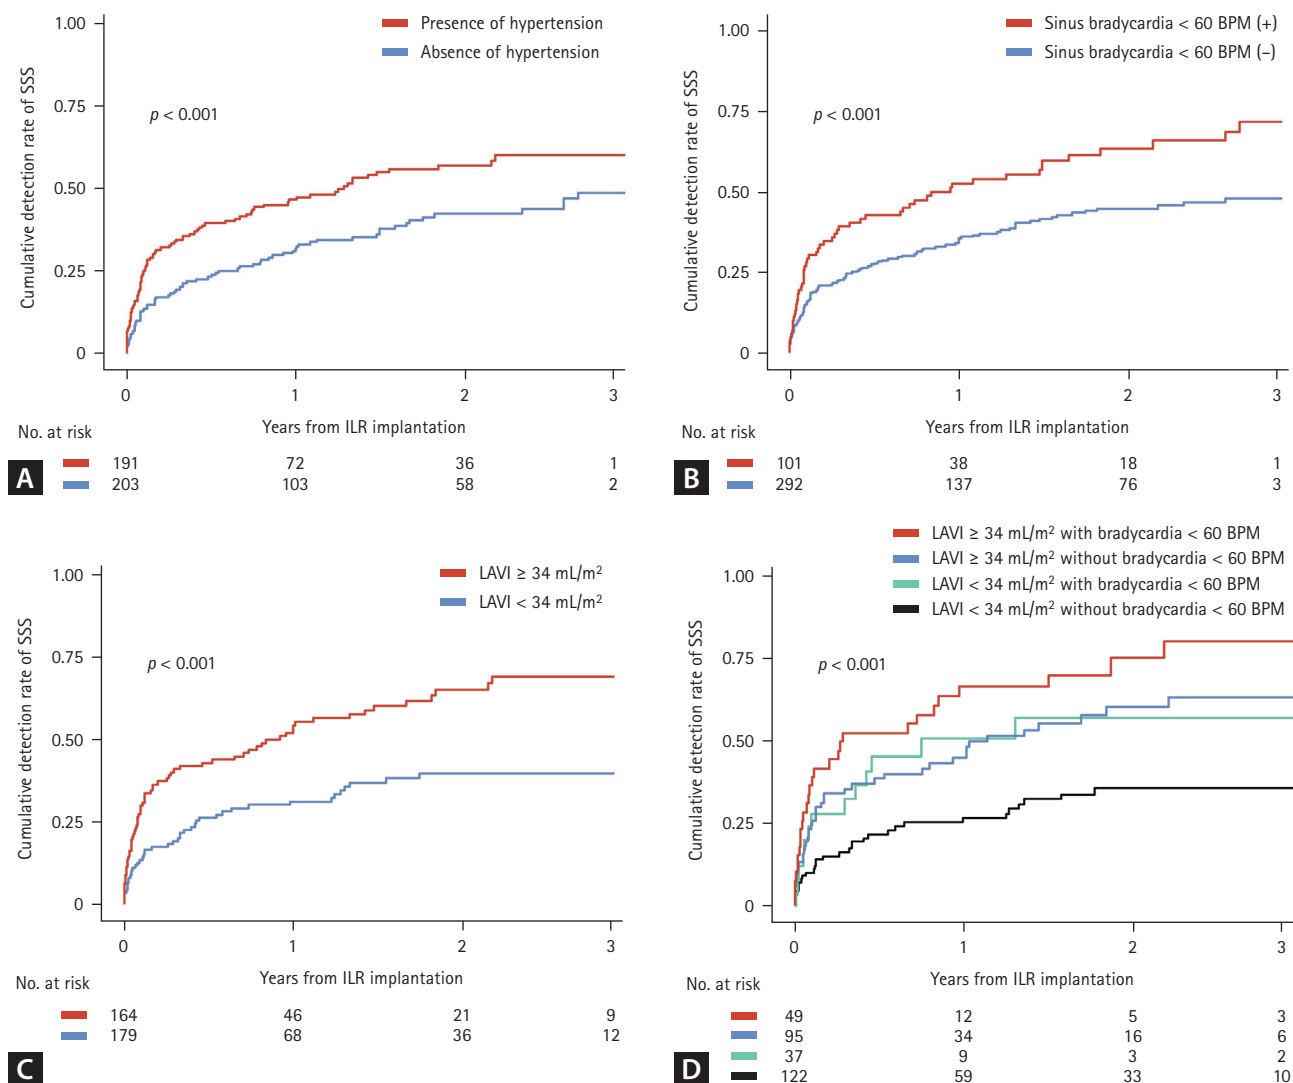 1.00
0.75
0.50
0.25
0
Cumulative detection rate of SSS
Presence of hypertension
Absence of hypertension
p < 0.001
0 1 2 3
Years from ILR implantation
No. at risk
191 72 36 1
203 103 58 2
A
1.00
0.75
0.50
0.25
0
Cumulative detection rate of SSS
Sinus bradycardia < 60 BPM (+)
Sinus bradycardia < 60 BPM (−)
p < 0.001
0 1 2 3
Years from ILR implantation
No. at risk
101 38 18 1
292 137 76 3
B
1.00
0.75
0.50
0.25
0
Cumulative detection rate of SSS
LAVI ≥ 34 mL/m²
LAVI < 34 mL/m²
p < 0.001
0 1 2 3
Years from ILR implantation
No. at risk
164 46 21 9
179 68 36 12
C
LAVI ≥ 34 mL/m² with bradycardia < 60 BPM
LAVI ≥ 34 mL/m² without bradycardia < 60 BPM
LAVI < 34 mL/m² with bradycardia < 60 BPM
LAVI < 34 mL/m² without bradycardia < 60 BPM
1.00
0.75
0.50
0.25
0
Cumulative detection rate of SSS
p < 0.001
0 1 2 3
Years from ILR implantation
No. at risk
49 12 5 3
95 34 16 6
37 9 3 2
122 59 33 10
D